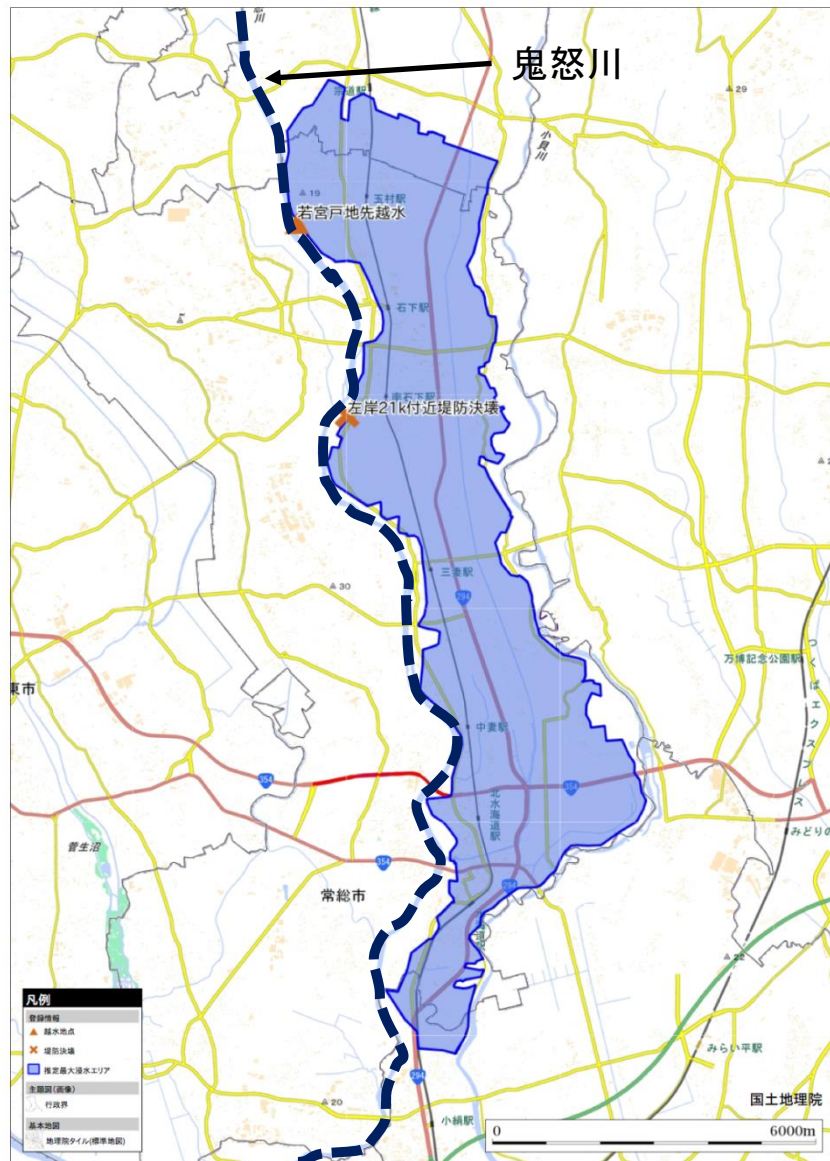 鬼怒川
宗道駅
29
小貝川
19
玉村駅
若宮戸地先越水
石下駅
南石下駅
左岸21k付近堤防決壊
三妻駅
30
294
万博記念公園駅
つくばエクスプレス
東市
中妻駅
354
354
北水海道駅
みどりの
菅生沼
354
常総市
294
22
凡例
登録情報
越水地点
堤防決壊
推定最大浸水エリア
主題図(画像)
行政界
基本地図
地理院タイル(標準地図)
みらい平駅
20
294
国土地理院
小絹駅
0 6000m